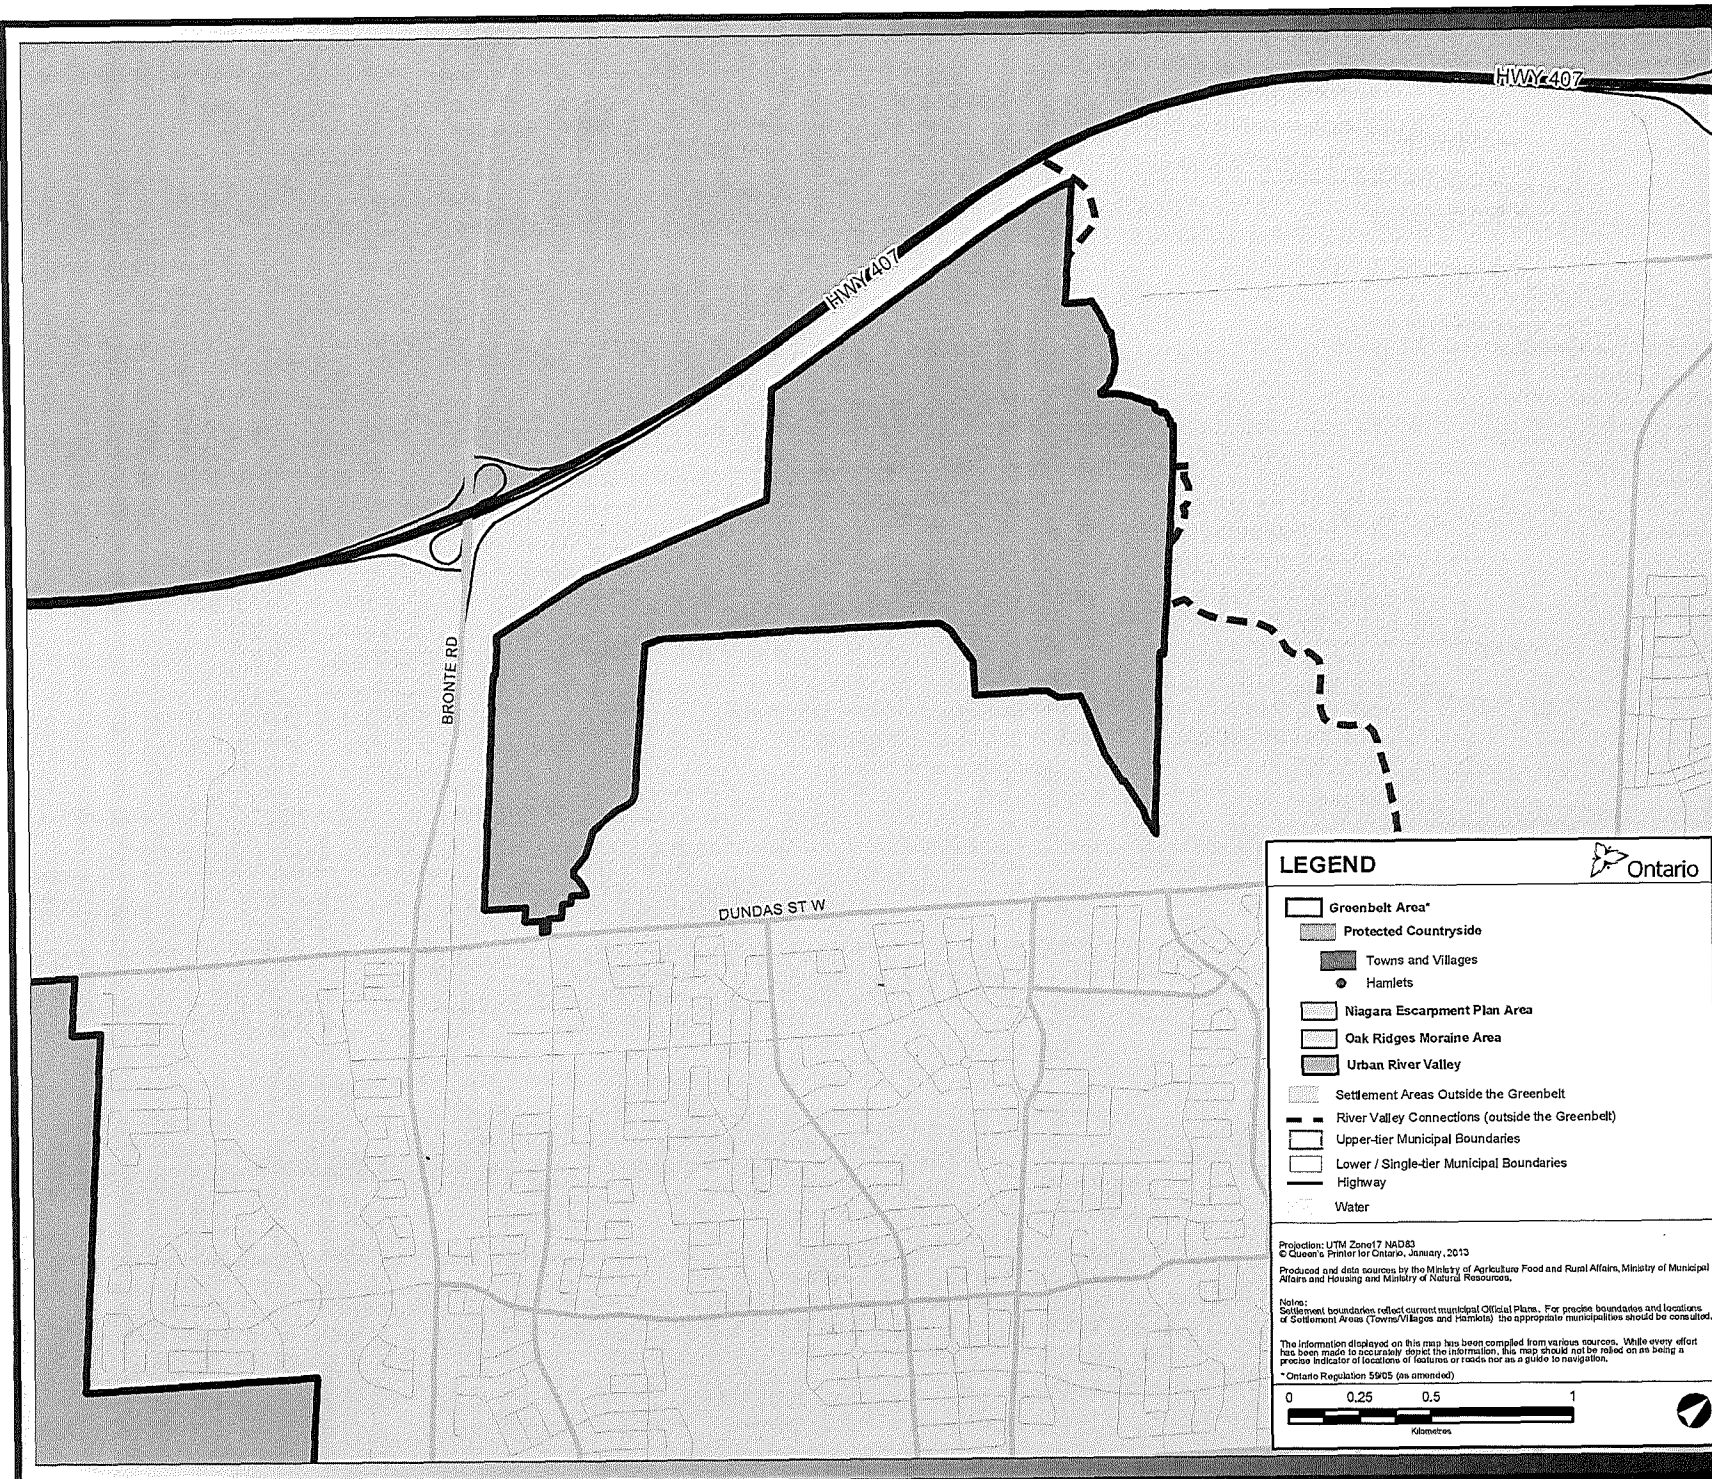 HWY 407
HWY 407
BRONTE RD
DUNDAS ST W
LEGEND
Ontario
Greenbelt Area*
Protected Countryside
Towns and Villages
Hamlets
Niagara Escarpment Plan Area
Oak Ridges Moraine Area
Urban River Valley
Settlement Areas Outside the Greenbelt
River Valley Connections (outside the Greenbelt)
Upper-tier Municipal Boundaries
Lower / Single-tier Municipal Boundaries
Highway
Water
Projection: UTM Zone17 NAD83
© Queen's Printer for Ontario, January, 2013
Produced and data sources by the Ministry of Agriculture Food and Rural Affairs, Ministry of Municipal
Affairs and Housing and Ministry of Natural Resources.
Notes:
Settlement boundaries reflect current municipal Official Plans. For precise boundaries and locations
of Settlement Areas (Towns/Villages and Hamlets) the appropriate municipalities should be consulted.
The information displayed on this map has been compiled from various sources. While every effort
has been made to accurately depict the information, this map should not be relied on as being a
precise indicator of locations of features or roads nor as a guide to navigation.
* Ontario Regulation 59/05 (as amended)
0 0.25 0.5 1
Kilometres